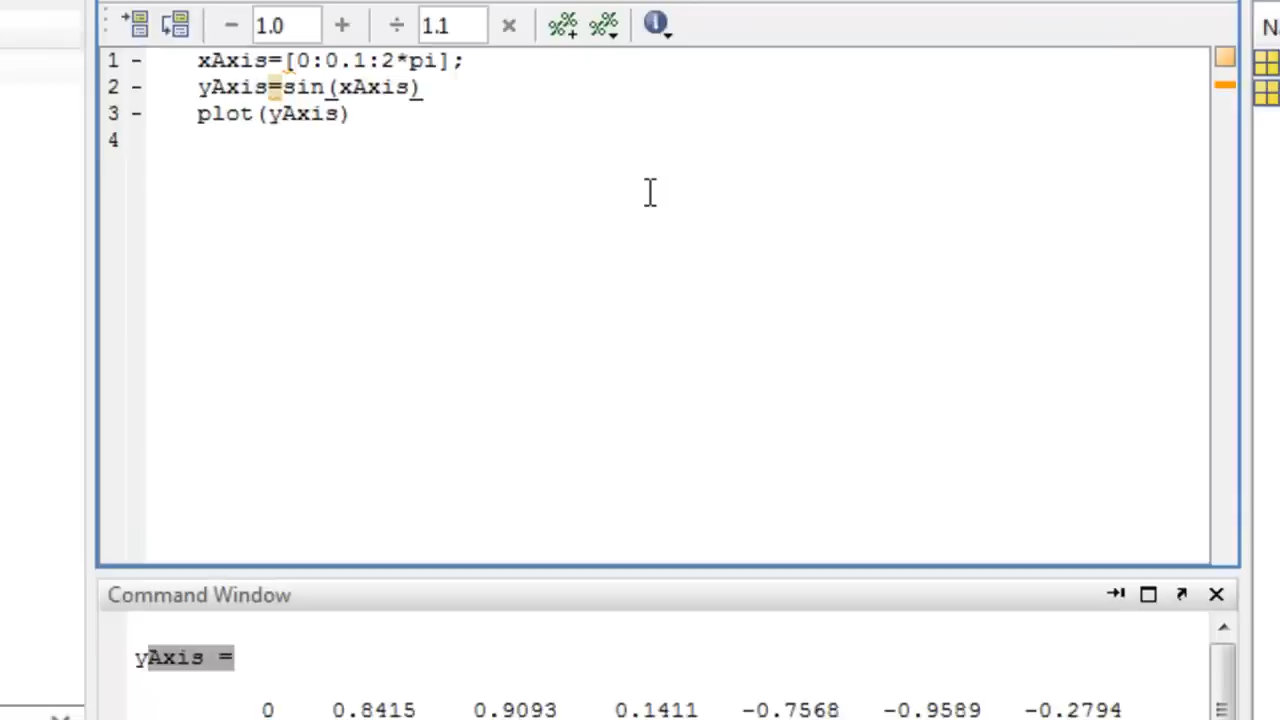 1.0 1.1
1 - xAxis=[0:0.1:2*pi];
2 - yAxis=sin(xAxis)
3 - plot(yAxis)
4
Command Window
yAxis =
0 0.8415 0.9093 0.1411 -0.7568 -0.9589 -0.2794